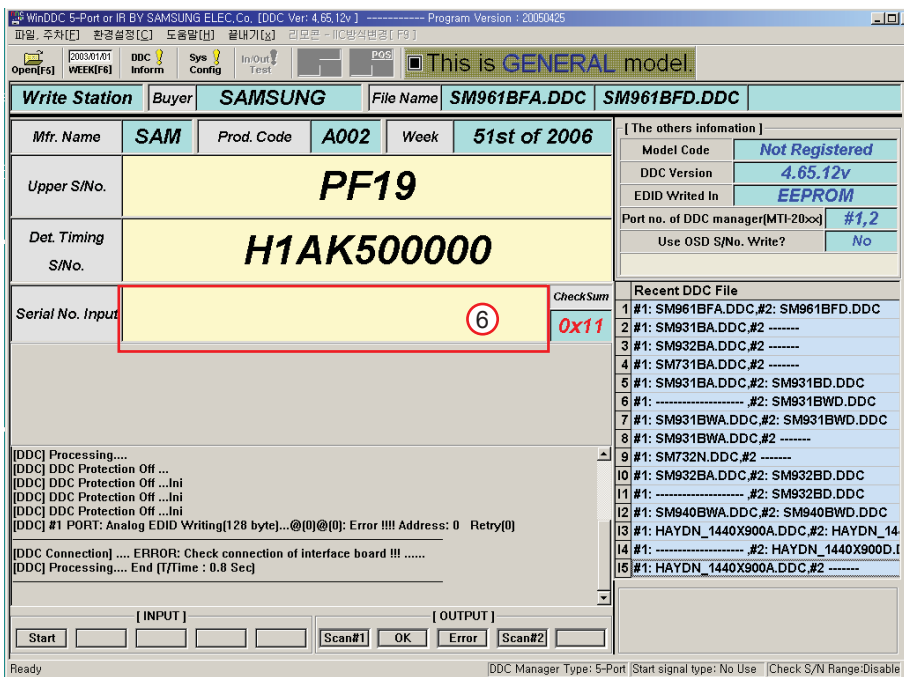 WinDDC 5-Port or IR BY SAMSUNG ELEC,Co, [DDC Ver: 4,65,12v ] ----------- Program Version : 20050425
파일, 주차[F] 환경설정[C] 도움말[H] 끝내기[x] 리모콘 - IIC방식변경[ F9 ]
Open[F5] 2003/01/01 WEEK[F6] DDC Inform Sys Config In/Out Test POS This is GENERAL model.
Write Station Buyer SAMSUNG File Name SM961BFA.DDC SM961BFD.DDC
Mfr. Name SAM Prod. Code A002 Week 51st of 2006
Upper S/No. PF19
Det. Timing S/No. H1AK500000
Serial No. Input 6 CheckSum 0x11
[ The others infomation ]
Model Code Not Registered
DDC Version 4.65.12v
EDID Writed In EEPROM
Port no. of DDC manager(MTI-20xx) #1,2
Use OSD S/No. Write? No
Recent DDC File
1 #1: SM961BFA.DDC,#2: SM961BFD.DDC
2 #1: SM931BA.DDC,#2 -------
3 #1: SM932BA.DDC,#2 -------
4 #1: SM731BA.DDC,#2 -------
5 #1: SM931BA.DDC,#2: SM931BD.DDC
6 #1: ------------------- ,#2: SM931BWD.DDC
7 #1: SM931BWA.DDC,#2: SM931BWD.DDC
8 #1: SM931BWA.DDC,#2 -------
9 #1: SM732N.DDC,#2 -------
10 #1: SM932BA.DDC,#2: SM932BD.DDC
11 #1: ------------------- ,#2: SM932BD.DDC
12 #1: SM940BWA.DDC,#2: SM940BWD.DDC
13 #1: HAYDN_1440X900A.DDC,#2: HAYDN_14
14 #1: ------------------- ,#2: HAYDN_1440X900D.[
15 #1: HAYDN_1440X900A.DDC,#2 -------
[DDC] Processing....
[DDC] DDC Protection Off ...
[DDC] DDC Protection Off ...Ini
[DDC] DDC Protection Off ...Ini
[DDC] DDC Protection Off ...Ini
[DDC] #1 PORT: Analog EDID Writing(128 byte)...@(0)@(0): Error !!!! Address: 0 Retry(0)
[DDC Connection] .... ERROR: Check connection of interface board !!! ......
[DDC] Processing.... End (T/Time : 0.8 Sec)
[ INPUT ] [ OUTPUT ]
Start Scan#1 OK Error Scan#2
Ready DDC Manager Type: 5-Port Start signal type: No Use Check S/N Range:Disable